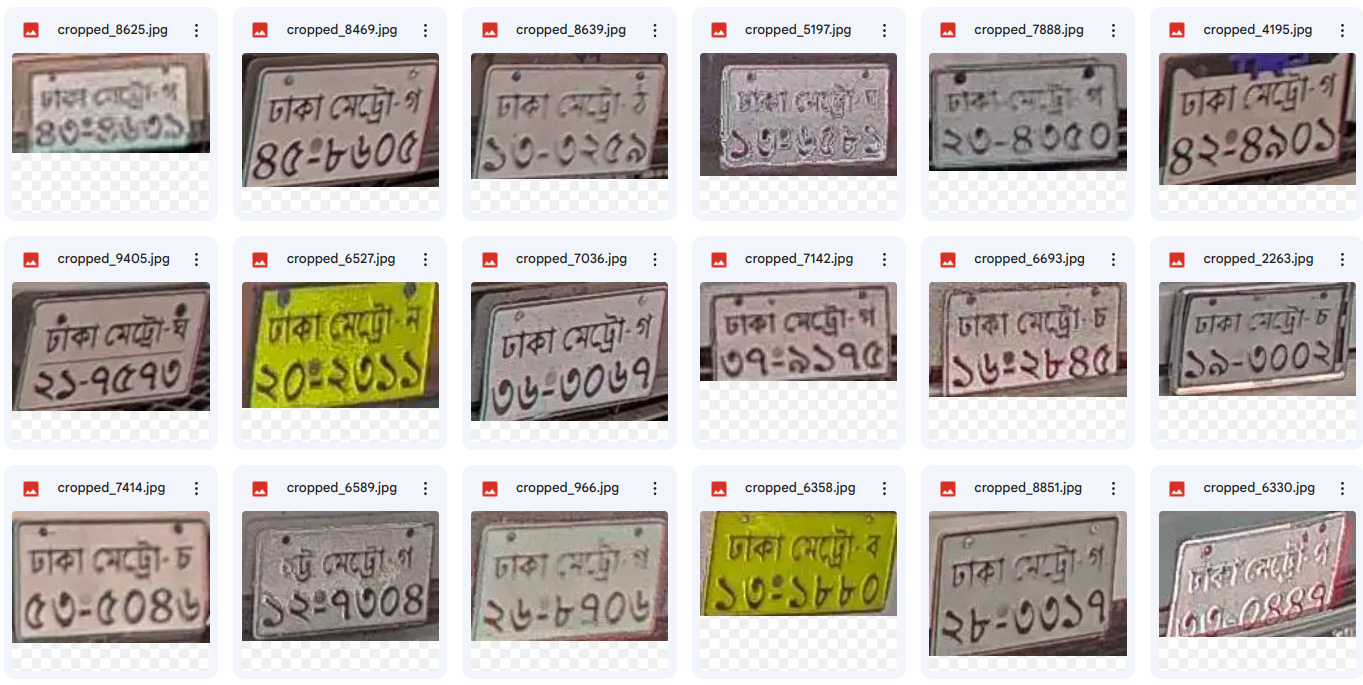 cropped_8625.jpg
cropped_8469.jpg
cropped_8639.jpg
cropped_5197.jpg
cropped_7888.jpg
cropped_4195.jpg
ঢাকা মেট্রো-গ
৪৩-৪৬৩১
ঢাকা মেট্রো-গ
৪৫-৮৬০৫
ঢাকা মেট্রো-ঠ
১৩-৩২৫৯
ঢাকা মেট্রো-ঘ
১৩-৬৫৮১
ঢাকা মেট্রো-গ
২৩-৪৩৫০
ঢাকা মেট্রো-গ
৪২-৪৯০১
cropped_9405.jpg
cropped_6527.jpg
cropped_7036.jpg
cropped_7142.jpg
cropped_6693.jpg
cropped_2263.jpg
ঢাকা মেট্রো-ঘ
২১-৭৫৭৩
ঢাকা মেট্রো-ন
২০-২৩১১
ঢাকা মেট্রো-গ
৩৬-৩০৬৭
ঢাকা মেট্রো-গ
৩৭-৯১৭৫
ঢাকা মেট্রো-চ
১৬-২৮৪৫
ঢাকা মেট্রো-চ
১৯-৩০০২
cropped_7414.jpg
cropped_6589.jpg
cropped_966.jpg
cropped_6358.jpg
cropped_8851.jpg
cropped_6330.jpg
ঢাকা মেট্রো-চ
৫৩-৫০৪৬
মেট্রো-গ
১২-৭৩০৪
ঢাকা মেট্রো-গ
২৬-৮৭০৬
ঢাকা মেট্রো-ব
১৩-১৮৮০
ঢাকা মেট্রো-গ
২৮-৩৩১৭
ঢাকা মেট্রো-গ